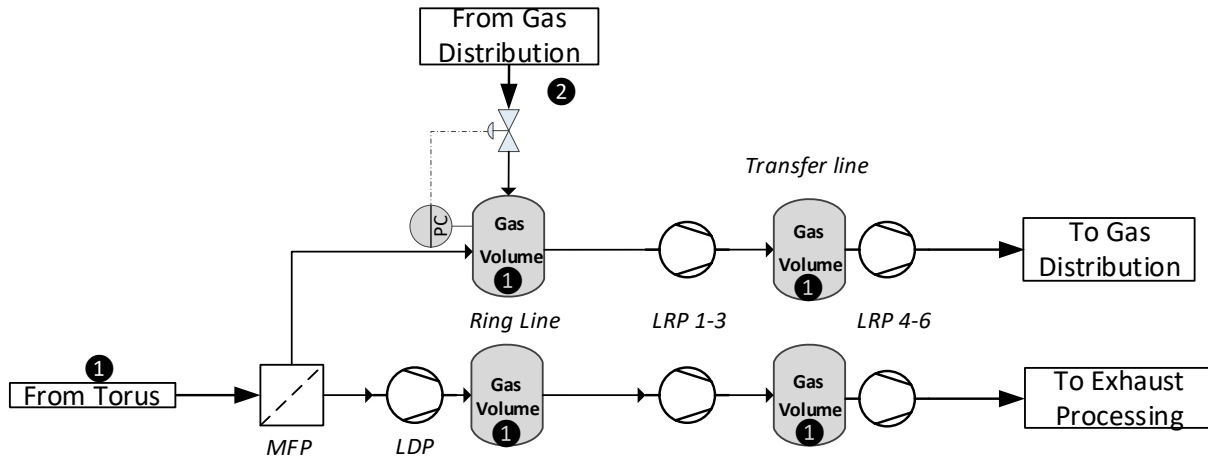 From Gas
Distribution
2
Transfer line
PC
Gas
Volume
1
Gas
Volume
1
To Gas
Distribution
Ring Line
LRP 1-3
LRP 4-6
1
From Torus
MFP
LDP
Gas
Volume
1
Gas
Volume
1
To Exhaust
Processing